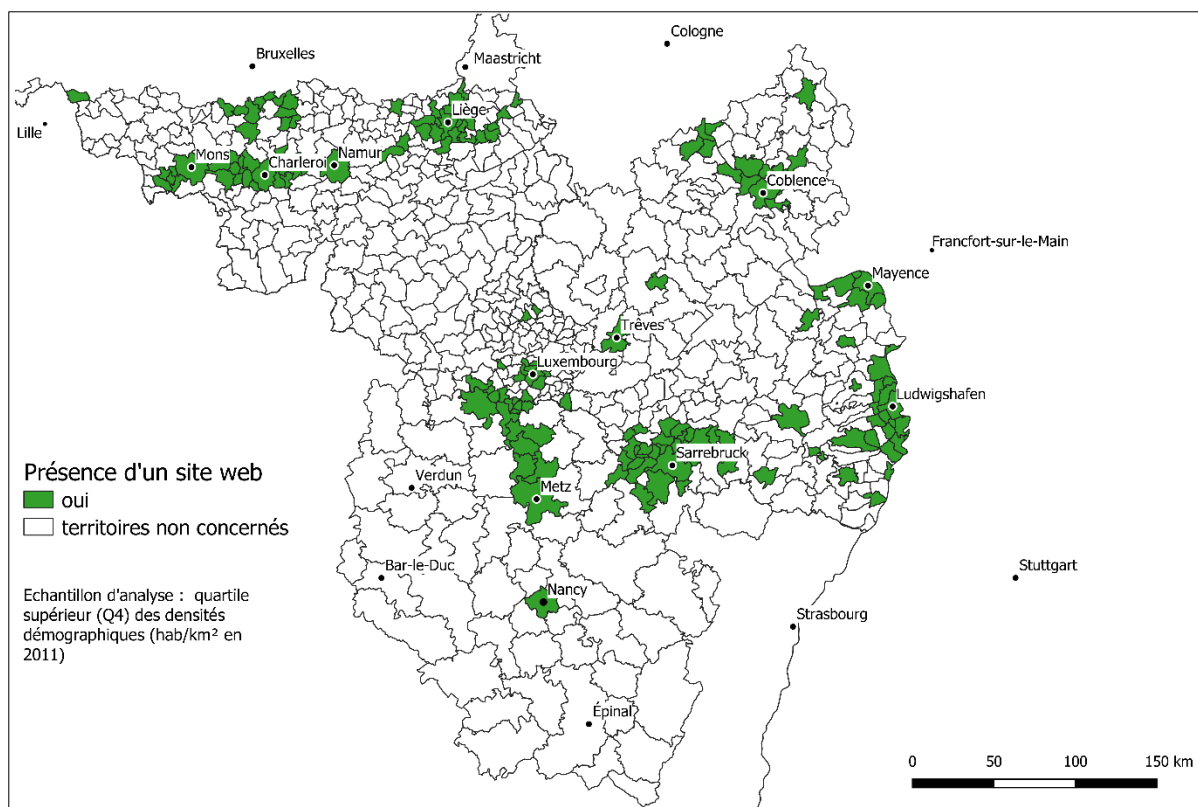 Cologne
Bruxelles
Maastricht
Liège
Lille
Mons
Charleroi
Namur
Coblence
Francfort-sur-le-Main
Mayence
Trèves
Luxembourg
Ludwigshafen
Présence d'un site web
oui
territoires non concernés
Sarrebruck
Verdun
Metz
Echantillon d'analyse : quartile
supérieur (Q4) des densités
démographiques (hab/km² en
2011)
Bar-le-Duc
Nancy
Stuttgart
Strasbourg
Épinal
0 50 100 150 km